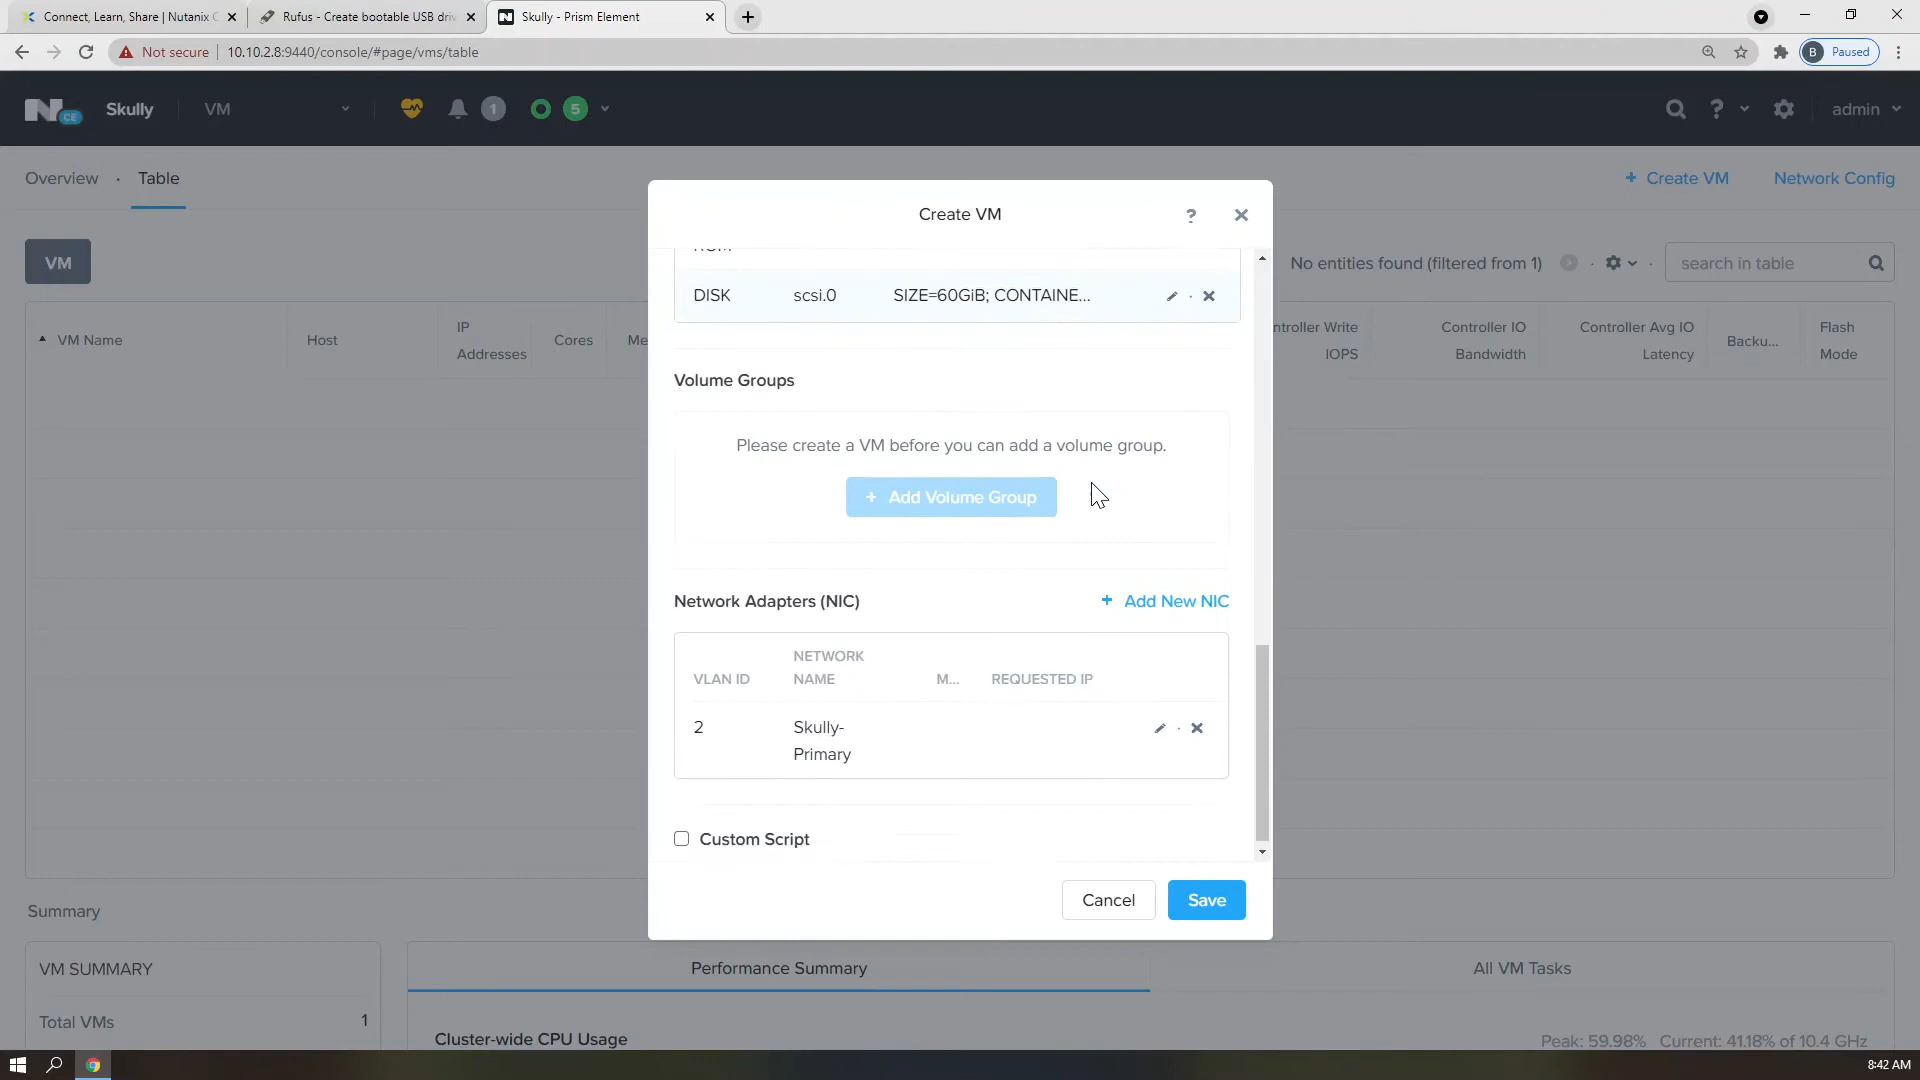 Connect, Learn, Share | Nutanix C
Rufus - Create bootable USB driv
Skully - Prism Element
Not secure
10.10.2.8:9440/console/#page/vms/table
B
Paused
CE
Skully
VM
1
5
?
admin
Overview
·
Table
+ Create VM
Network Config
VM
No entities found (filtered from 1)
search in table
VM Name
Host
IP
Addresses
Cores
Me
ntroller Write
IOPS
Controller IO
Bandwidth
Controller Avg IO
Latency
Backu...
Flash
Mode
Create VM
?
DISK
scsi.0
SIZE=60GiB; CONTAINE...
Volume Groups
Please create a VM before you can add a volume group.
+ Add Volume Group
Network Adapters (NIC)
+ Add New NIC
VLAN ID
NETWORK
NAME
M...
REQUESTED IP
2
Skully-
Primary
Custom Script
Cancel
Save
Summary
VM SUMMARY
Total VMs
1
Performance Summary
All VM Tasks
Cluster-wide CPU Usage
Peak: 59.98% Current: 41.18% of 10.4 GHz
8:42 AM